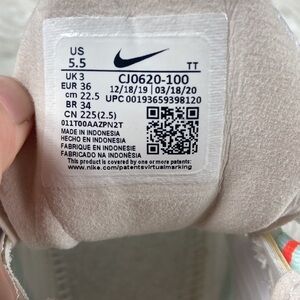 US
5.5
TT
UK 3
EUR 36
cm 22.5
BR 34
CN 225(2.5)
CJ0620-100
12/18/19 | 03/18/20
UPC 00193659398120
011T00AAZPN2T
MADE IN INDONESIA
HECHO EN INDONESIA
FABRIQUE EN INDONESIE
FABRICADO EN INDONESIA
This product is covered by one or more patents:
www.nike.com/patentsvirtualmarking